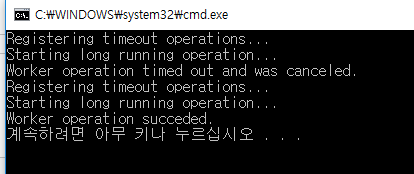 C:₩WINDOWS₩system32₩cmd.exe
Registering timeout operations...
Starting long running operation...
Worker operation timed out and was canceled.
Registering timeout operations...
Starting long running operation...
Worker operation succeded.
계속하려면 아무 키나 누르십시오 . . .